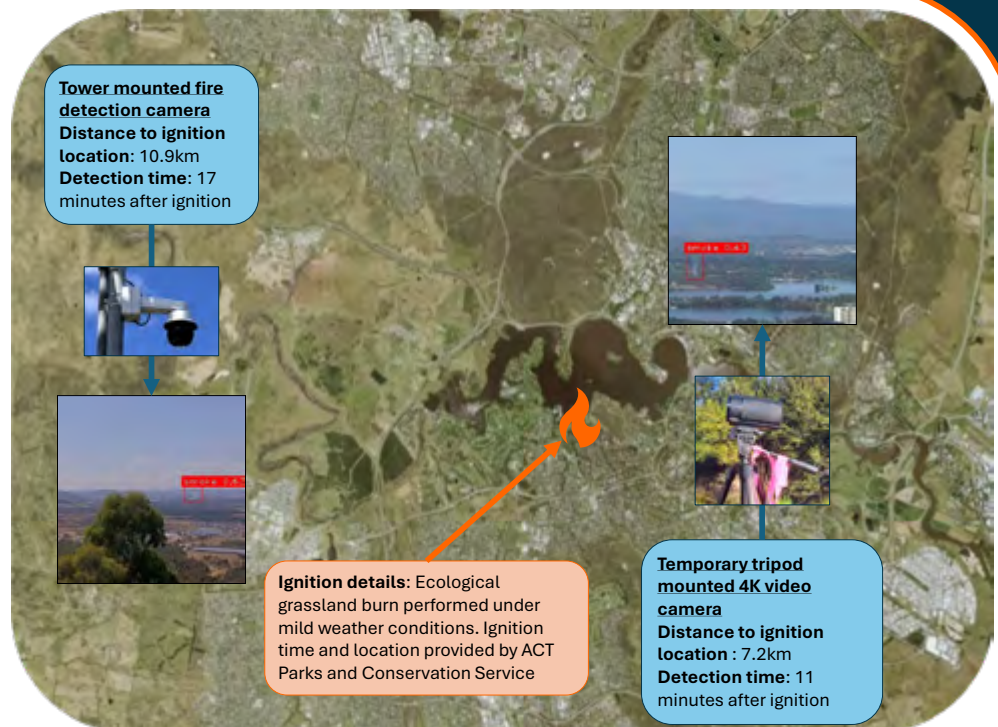 Tower mounted fire
detection camera
Distance to ignition
location: 10.9km
Detection time: 17
minutes after ignition
Ignition details: Ecological
grassland burn performed under
mild weather conditions. Ignition
time and location provided by ACT
Parks and Conservation Service
Temporary tripod
mounted 4K video
camera
Distance to ignition
location : 7.2km
Detection time: 11
minutes after ignition